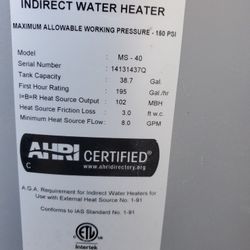 INDIRECT WATER HEATER
MAXIMUM ALLOWABLE WORKING PRESSURE - 150 PSI
Model : MS - 40
Serial Number : 14131437Q
Tank Capacity : 38.7 Gal.
First Hour Rating : 195 Gal./hr
I=B=R Heat Source Output : 102 MBH
Heat Source Friction Loss : 3.0 ft w.c.
Minimum Heat Source Flow : 8.0 GPM
AHRI CERTIFIED®
www.ahridirectory.org
C
A.G.A. Requirement for Indirect Water Heaters for
Use with External Heat Source No. 1-91
Conforms to IAS Standard No. 1-91
ETL
Intertek